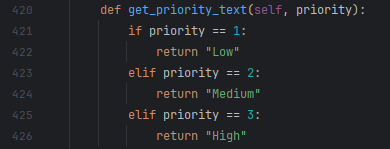 420 def get_priority_text(self, priority):
421 if priority == 1:
422 return "Low"
423 elif priority == 2:
424 return "Medium"
425 elif priority == 3:
426 return "High"